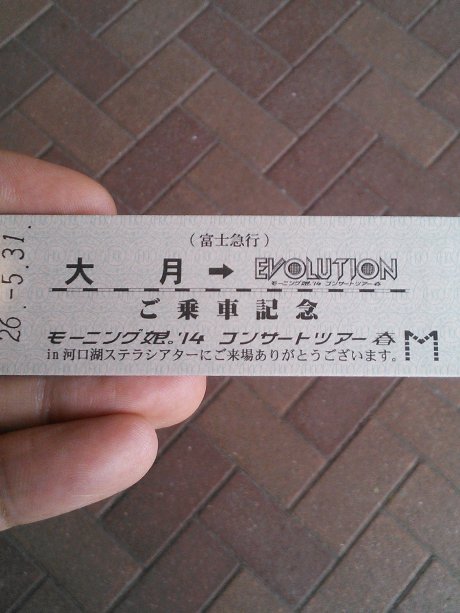 26.-5.31.
(富士急行)
大月➡EVOLUTION
モーニング娘。'14 コンサートツアー春
ご乗車記念
モーニング娘。'14 コンサートツアー春 M
in 河口湖ステラシアターにご来場ありがとうございます。